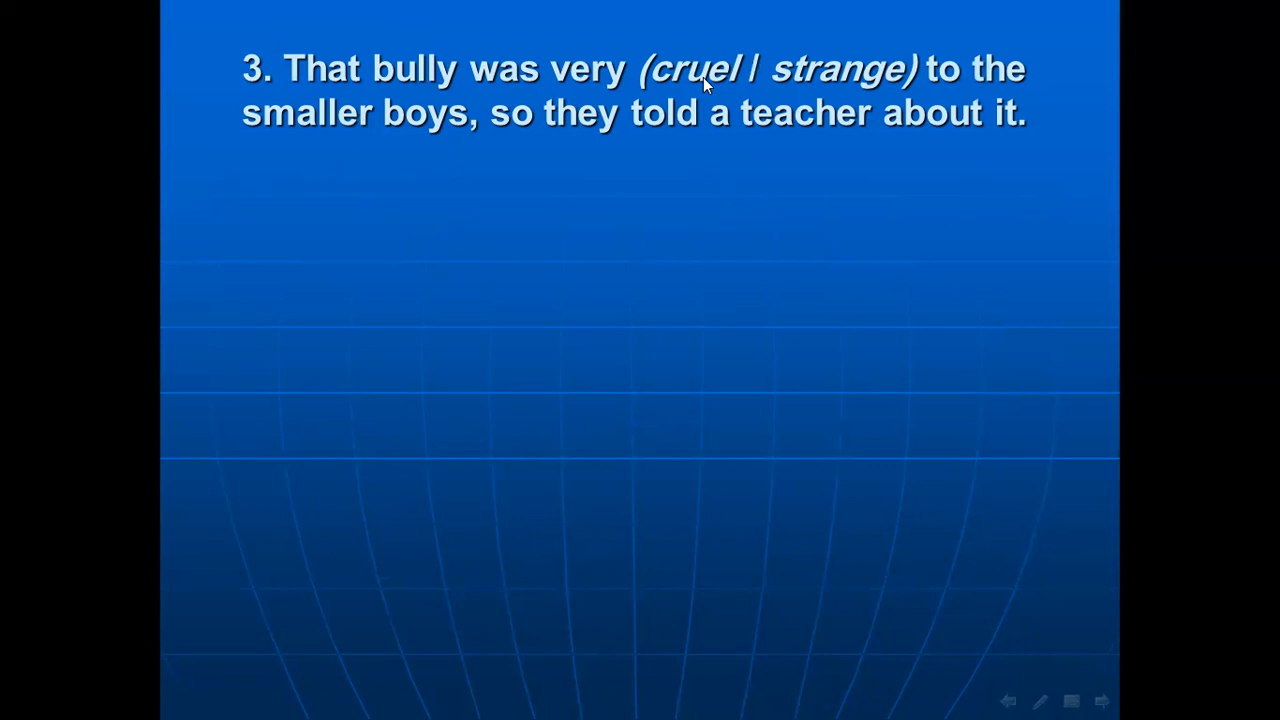 3. That bully was very (cruel / strange) to the
smaller boys, so they told a teacher about it.